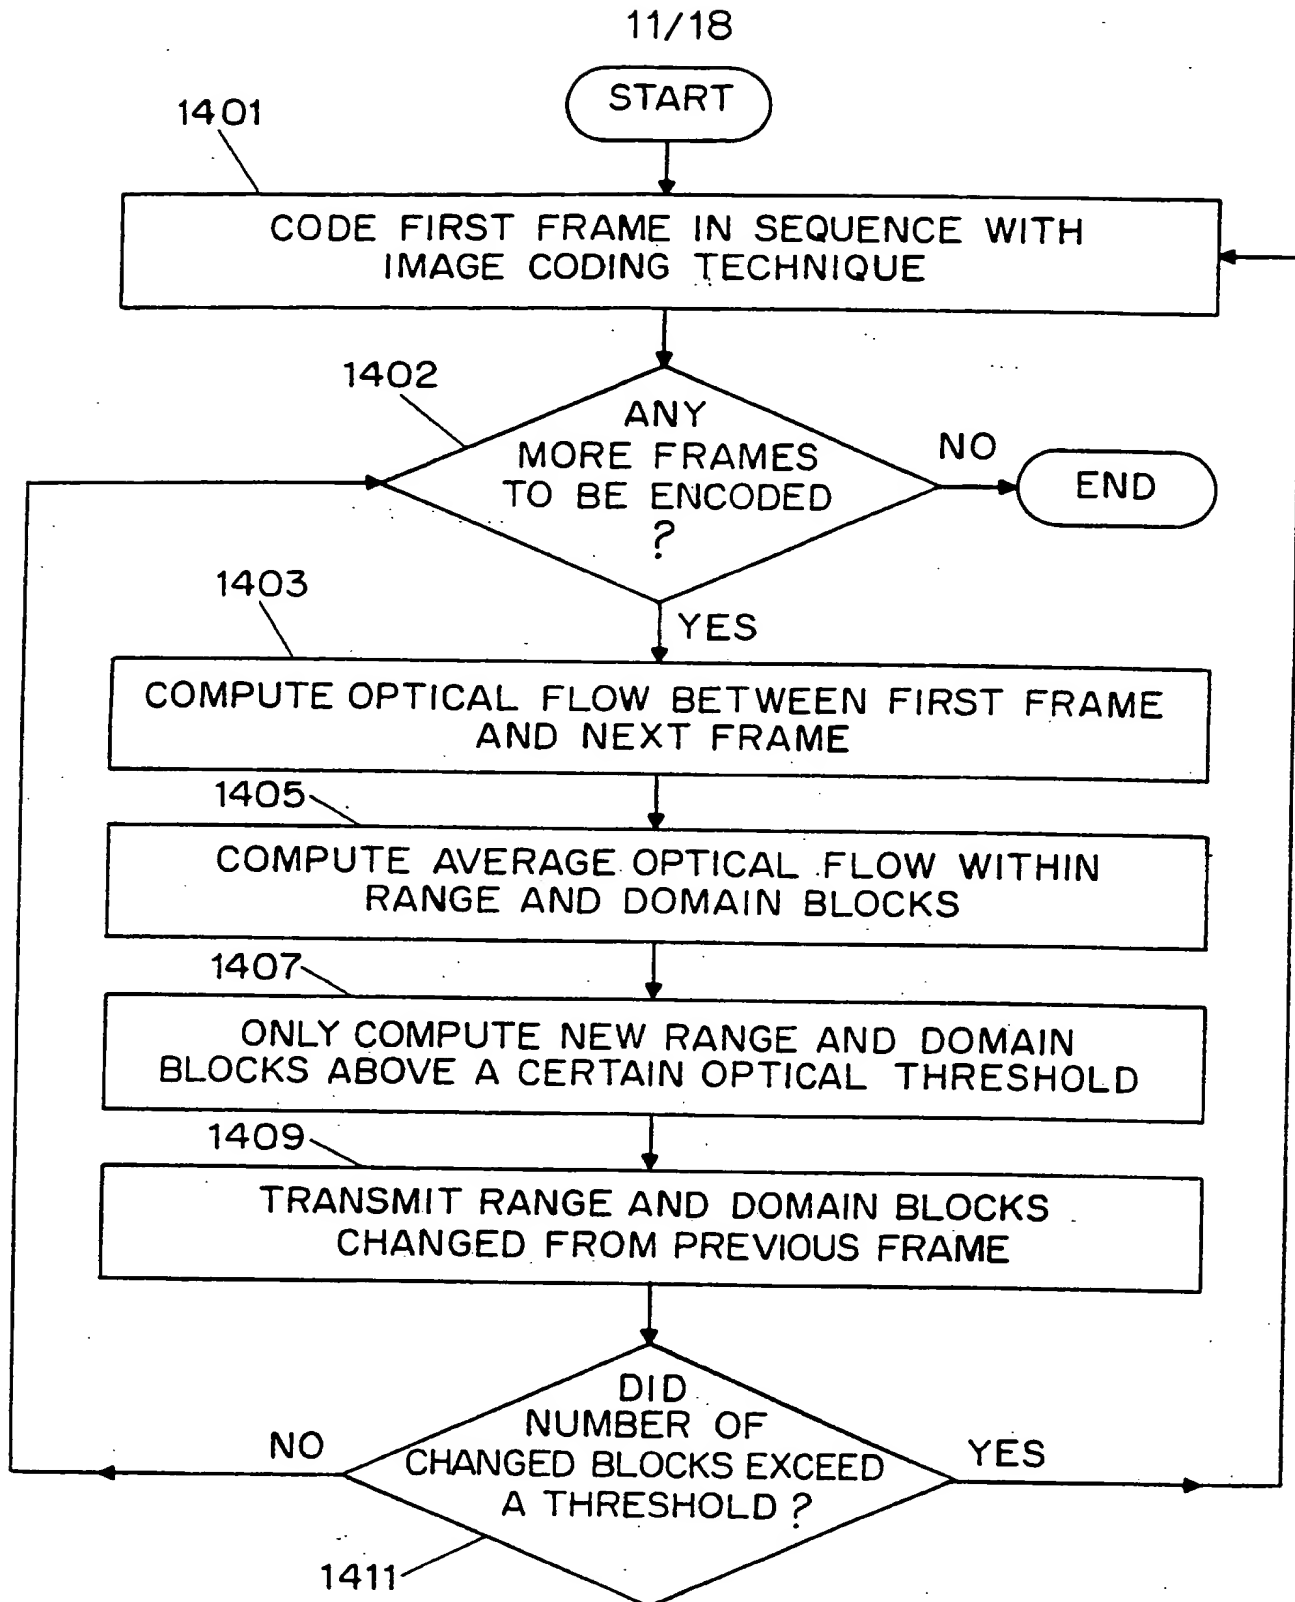 11/18
START
1401
CODE FIRST FRAME IN SEQUENCE WITH
IMAGE CODING TECHNIQUE
1402
ANY
MORE FRAMES
TO BE ENCODED
?
NO
END
1403
YES
COMPUTE OPTICAL FLOW BETWEEN FIRST FRAME
AND NEXT FRAME
1405
COMPUTE AVERAGE OPTICAL FLOW WITHIN
RANGE AND DOMAIN BLOCKS
1407
ONLY COMPUTE NEW RANGE AND DOMAIN
BLOCKS ABOVE A CERTAIN OPTICAL THRESHOLD
1409
TRANSMIT RANGE AND DOMAIN BLOCKS
CHANGED FROM PREVIOUS FRAME
DID
NUMBER OF
CHANGED BLOCKS EXCEED
A THRESHOLD ?
NO
YES
1411